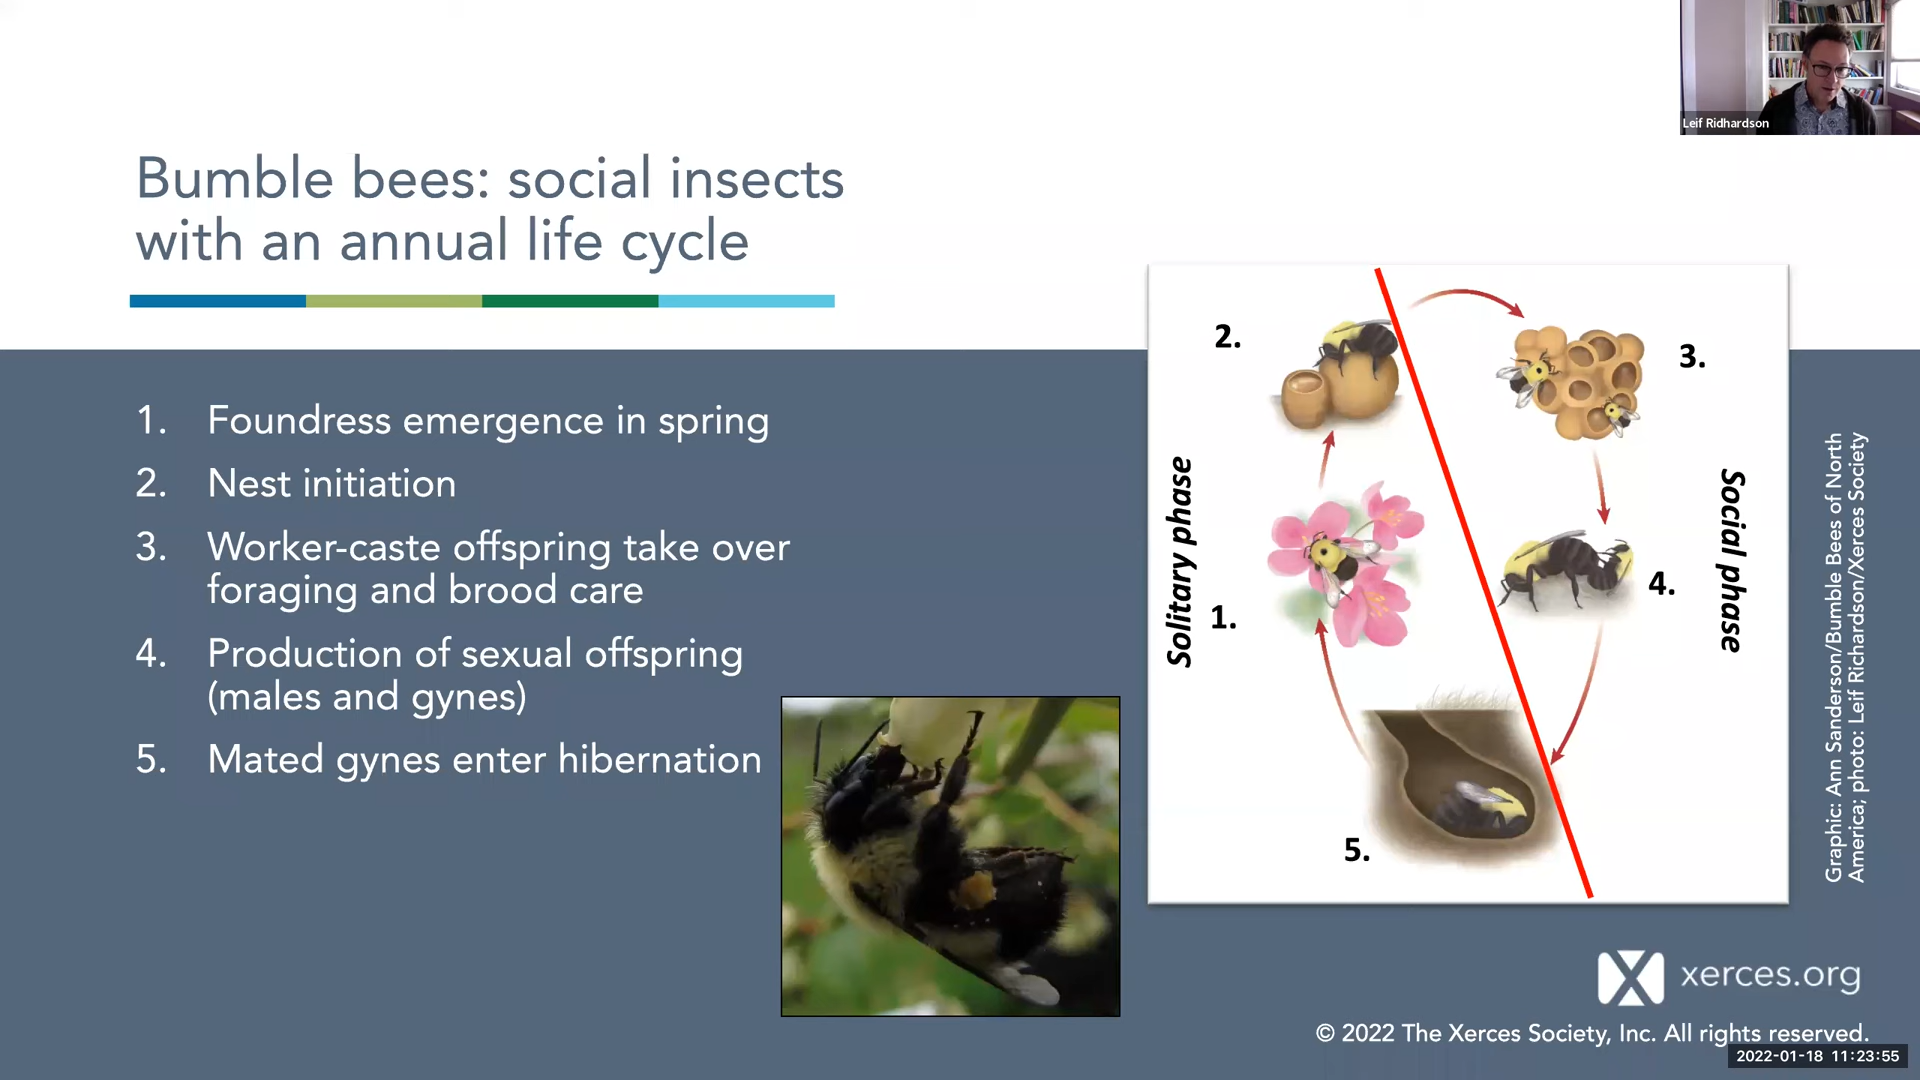 Leif Ridhardson
Bumble bees: social insects
with an annual life cycle
1. Foundress emergence in spring
2. Nest initiation
3. Worker-caste offspring take over
foraging and brood care
4. Production of sexual offspring
(males and gynes)
5. Mated gynes enter hibernation
2.
3.
Solitary phase
1.
4.
Social phase
5.
Graphic: Ann Sanderson/Bumble Bees of North
America; photo: Leif Richardson/Xerces Society
xerces.org
© 2022 The Xerces Society, Inc. All rights reserved.
2022-01-18 11:23:55